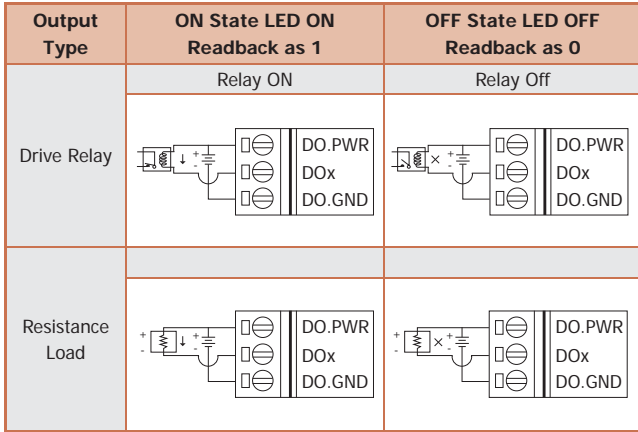 Output Type
ON State LED ON
Readback as 1
OFF State LED OFF
Readback as 0
Drive Relay
Relay ON
Relay Off
+
-
DO.PWR
DOx
DO.GND
+
-
DO.PWR
DOx
DO.GND
Resistance
Load
+
-
+
-
DO.PWR
DOx
DO.GND
+
-
+
-
DO.PWR
DOx
DO.GND